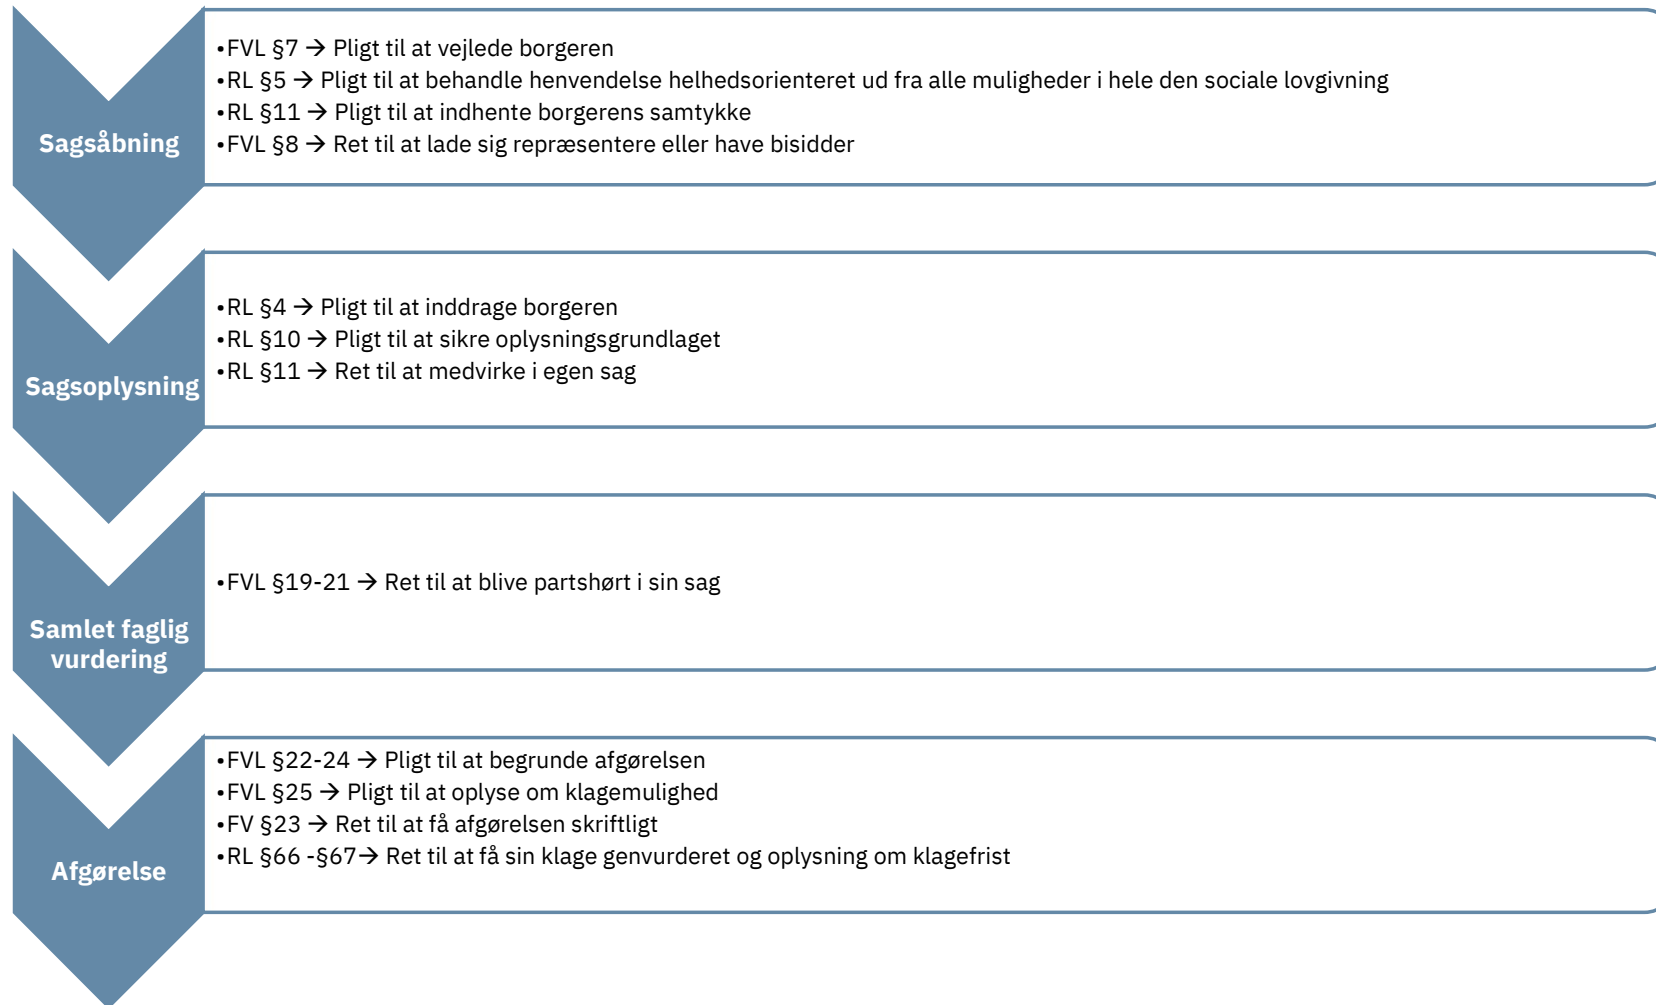 Sagsåbning
•FVL §7 → Pligt til at vejlede borgeren
•RL §5 → Pligt til at behandle henvendelse helhedsorienteret ud fra alle muligheder i hele den sociale lovgivning
•RL §11 → Pligt til at indhente borgerens samtykke
•FVL §8 → Ret til at lade sig repræsentere eller have bisidder
Sagsoplysning
•RL §4 → Pligt til at inddrage borgeren
•RL §10 → Pligt til at sikre oplysningsgrundlaget
•RL §11 → Ret til at medvirke i egen sag
Samlet faglig
vurdering
•FVL §19-21 → Ret til at blive partshørt i sin sag
Afgørelse
•FVL §22-24 → Pligt til at begrunde afgørelsen
•FVL §25 → Pligt til at oplyse om klagemulighed
•FV §23 → Ret til at få afgørelsen skriftligt
•RL §66 -§67→ Ret til at få sin klage genvurderet og oplysning om klagefrist